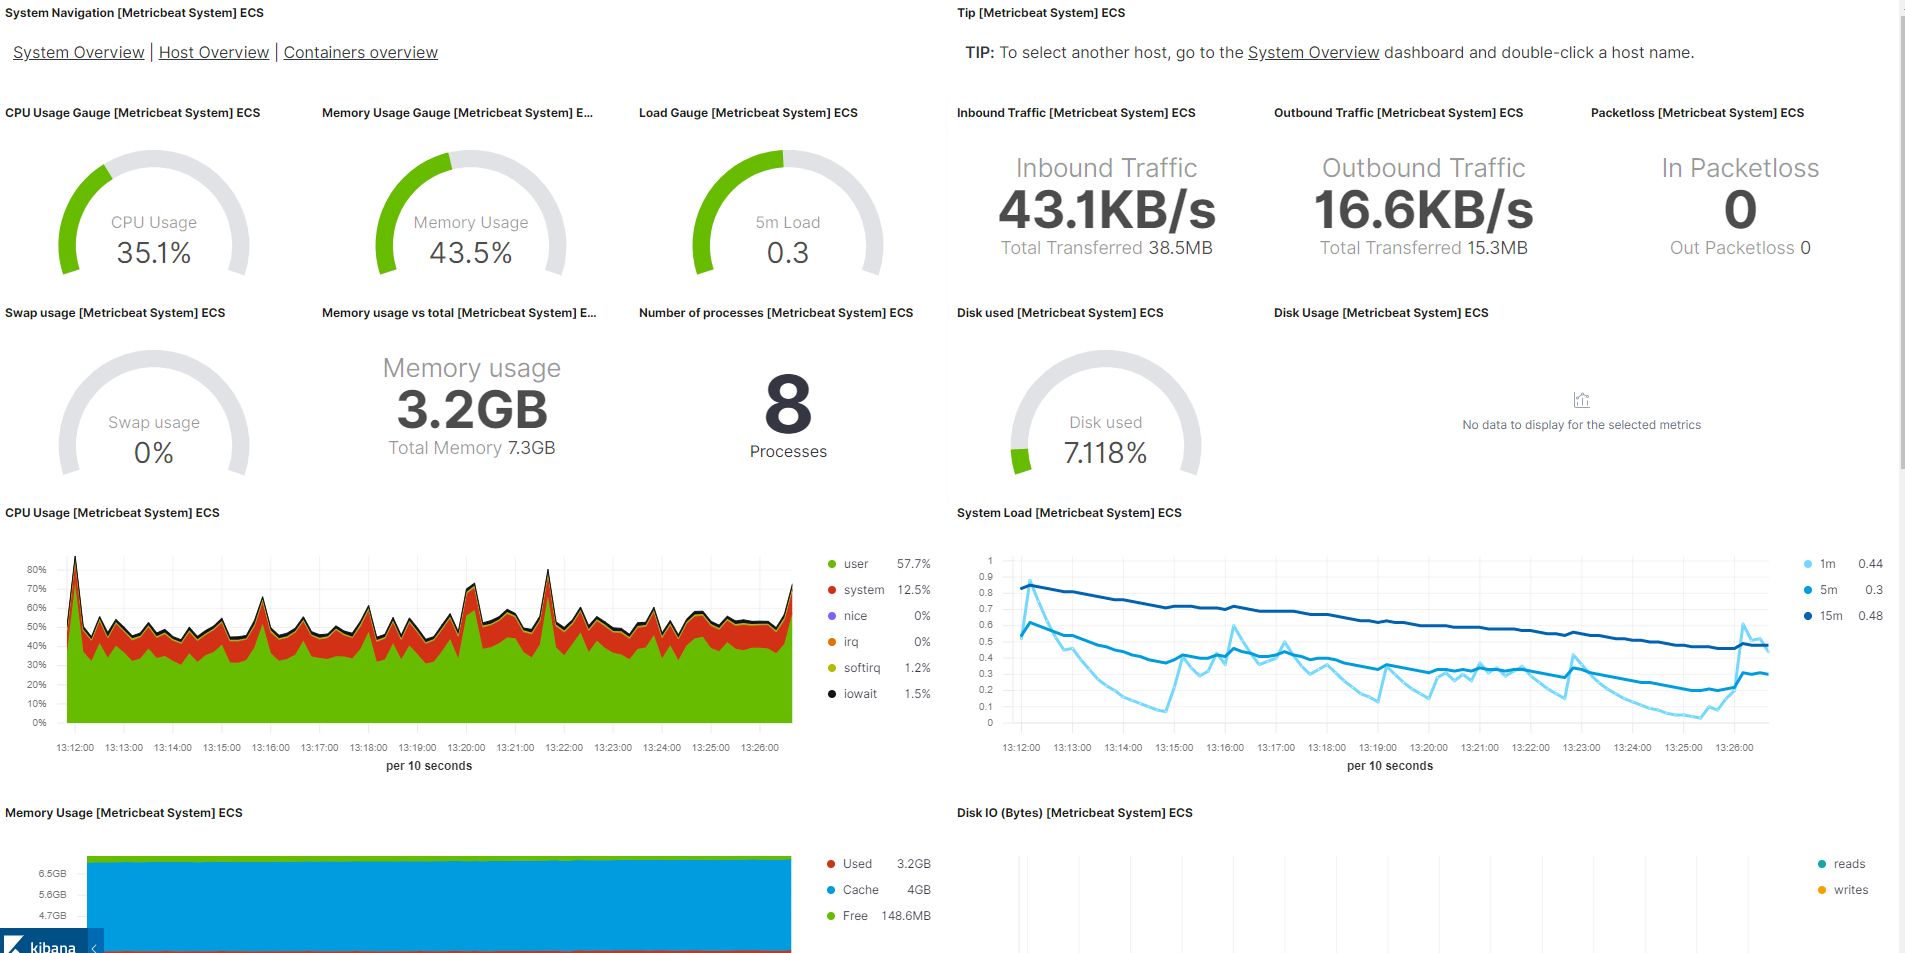 System Navigation [Metricbeat System] ECS
System Overview | Host Overview | Containers overview
Tip [Metricbeat System] ECS
TIP: To select another host, go to the System Overview dashboard and double-click a host name.
CPU Usage Gauge [Metricbeat System] ECS
CPU Usage
35.1%
Memory Usage Gauge [Metricbeat System] E...
Memory Usage
43.5%
Load Gauge [Metricbeat System] ECS
5m Load
0.3
Inbound Traffic [Metricbeat System] ECS
Inbound Traffic
43.1KB/s
Total Transferred 38.5MB
Outbound Traffic [Metricbeat System] ECS
Outbound Traffic
16.6KB/s
Total Transferred 15.3MB
Packetloss [Metricbeat System] ECS
In Packetloss
0
Out Packetloss 0
Swap usage [Metricbeat System] ECS
Swap usage
0%
Memory usage vs total [Metricbeat System] E...
Memory usage
3.2GB
Total Memory 7.3GB
Number of processes [Metricbeat System] ECS
8
Processes
Disk used [Metricbeat System] ECS
Disk used
7.118%
Disk Usage [Metricbeat System] ECS
No data to display for the selected metrics
CPU Usage [Metricbeat System] ECS
80%
70%
60%
50%
40%
30%
20%
10%
0%
13:12:00 13:13:00 13:14:00 13:15:00 13:16:00 13:17:00 13:18:00 13:19:00 13:20:00 13:21:00 13:22:00 13:23:00 13:24:00 13:25:00 13:26:00
per 10 seconds
user 57.7%
system 12.5%
nice 0%
irq 0%
softirq 1.2%
iowait 1.5%
System Load [Metricbeat System] ECS
1
0.9
0.8
0.7
0.6
0.5
0.4
0.3
0.2
0.1
0
13:12:00 13:13:00 13:14:00 13:15:00 13:16:00 13:17:00 13:18:00 13:19:00 13:20:00 13:21:00 13:22:00 13:23:00 13:24:00 13:25:00 13:26:00
per 10 seconds
1m 0.44
5m 0.3
15m 0.48
Memory Usage [Metricbeat System] ECS
6.5GB
5.6GB
4.7GB
Used 3.2GB
Cache 4GB
Free 148.6MB
kibana
Disk IO (Bytes) [Metricbeat System] ECS
reads
writes